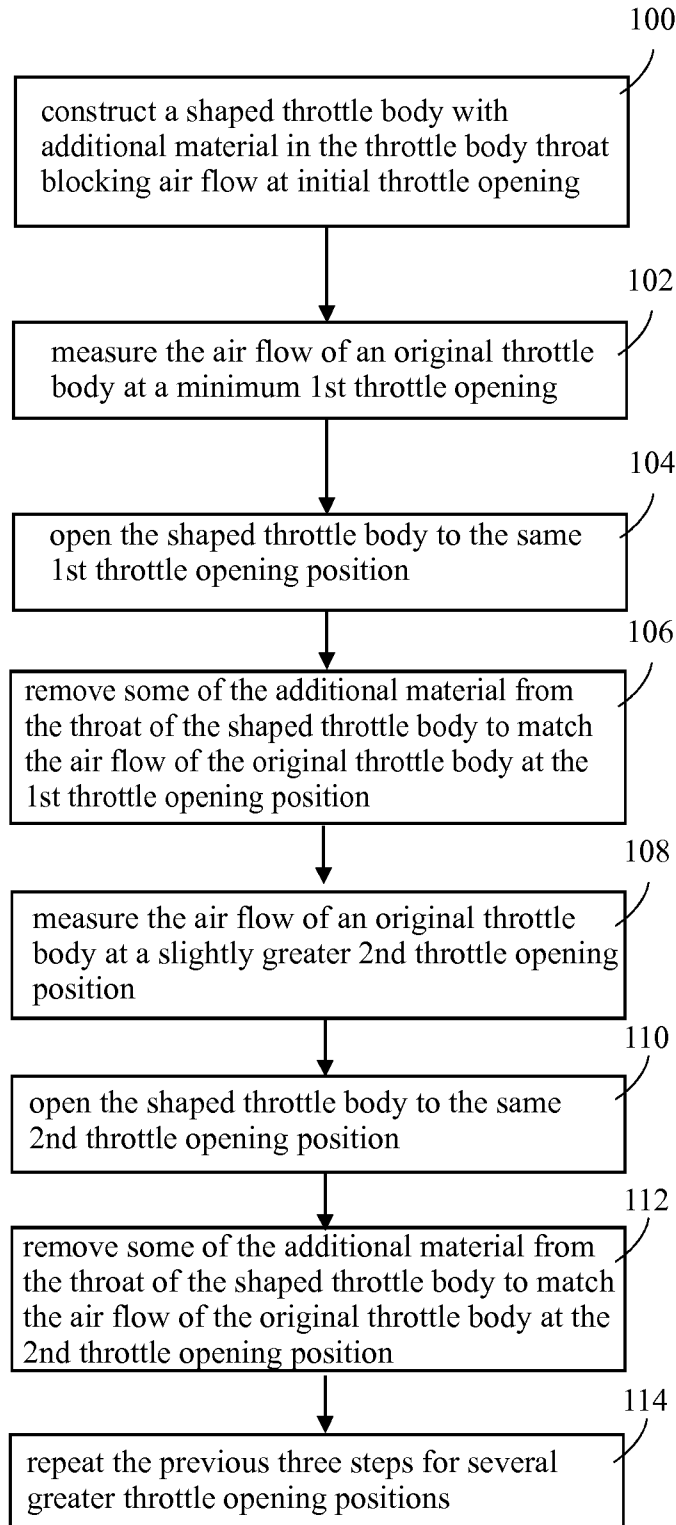 100
construct a shaped throttle body with
additional material in the throttle body throat
blocking air flow at initial throttle opening
102
measure the air flow of an original throttle
body at a minimum 1st throttle opening
104
open the shaped throttle body to the same
1st throttle opening position
106
remove some of the additional material from
the throat of the shaped throttle body to match
the air flow of the original throttle body at the
1st throttle opening position
108
measure the air flow of an original throttle
body at a slightly greater 2nd throttle opening
position
110
open the shaped throttle body to the same
2nd throttle opening position
112
remove some of the additional material from
the throat of the shaped throttle body to match
the air flow of the original throttle body at the
2nd throttle opening position
114
repeat the previous three steps for several
greater throttle opening positions